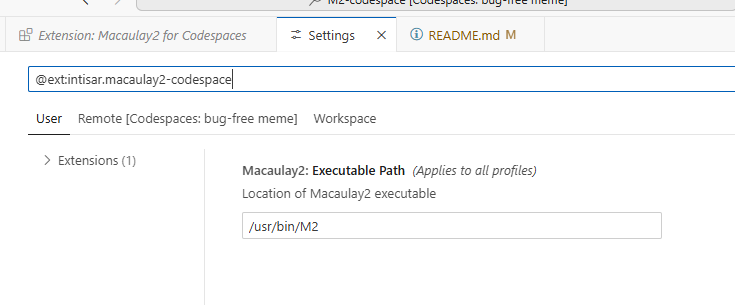 M2-codespace [Codespaces: bug-free meme]
Extension: Macaulay2 for Codespaces
Settings
README.md M
@ext:intisar.macaulay2-codespace
User Remote [Codespaces: bug-free meme] Workspace
Extensions (1)
Macaulay2: Executable Path (Applies to all profiles)
Location of Macaulay2 executable
/usr/bin/M2